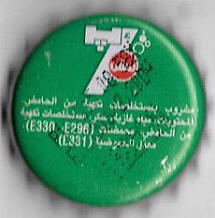 7
UP
مشروب بمستخلصات نكهة من الحامض.
المحتويات: مياه غازية، سكر، مستخلصات نكهة
من الحامض، محمضات (E330 -E296)
معدل الحموضة (E331)